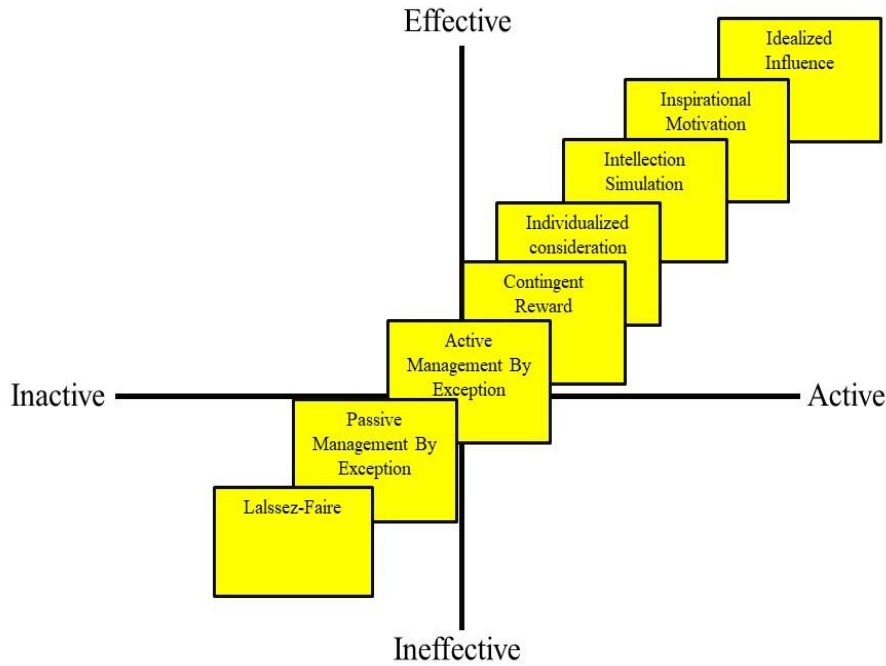 Effective
Idealized
Influence
Inspirational
Motivation
Intellection
Simulation
Individualized
consideration
Contingent
Reward
Active
Management By
Exception
Inactive
Active
Passive
Management By
Exception
Lalssez-Faire
Ineffective